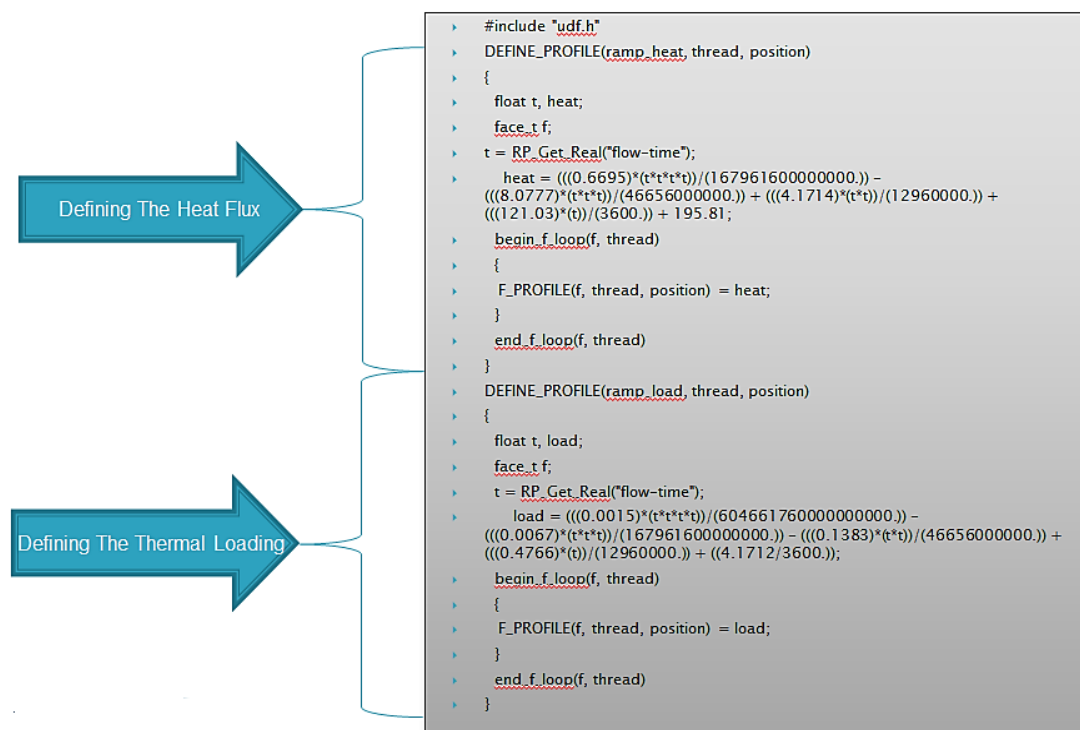 #include "udf.h"
DEFINE_PROFILE(ramp_heat, thread, position)
{
float t, heat;
face_t f;
t = RP_Get_Real("flow-time");
heat = (((0.6695)*(t*t*t*t))/(167961600000000.)) –
(((8.0777)*(t*t*t))/(46656000000.)) + (((4.1714)*(t*t))/(12960000.)) +
(((121.03)*(t))/(3600.)) + 195.81;
Defining The Heat Flux
begin_f_loop(f, thread)
{
F_PROFILE(f, thread, position) = heat;
}
end_f_loop(f, thread)
}
DEFINE_PROFILE(ramp_load, thread, position)
{
float t, load;
face_t f;
t = RP_Get_Real("flow-time");
load = (((0.0015)*(t*t*t*t))/(604661760000000000.)) –
(((0.0067)*(t*t*t))/(167961600000000.)) – (((0.1383)*(t*t))/(46656000000.)) +
(((0.4766)*(t))/(12960000.)) + ((4.1712/3600.));
Defining The Thermal Loading
begin_f_loop(f, thread)
{
F_PROFILE(f, thread, position) = load;
}
end_f_loop(f, thread)
}